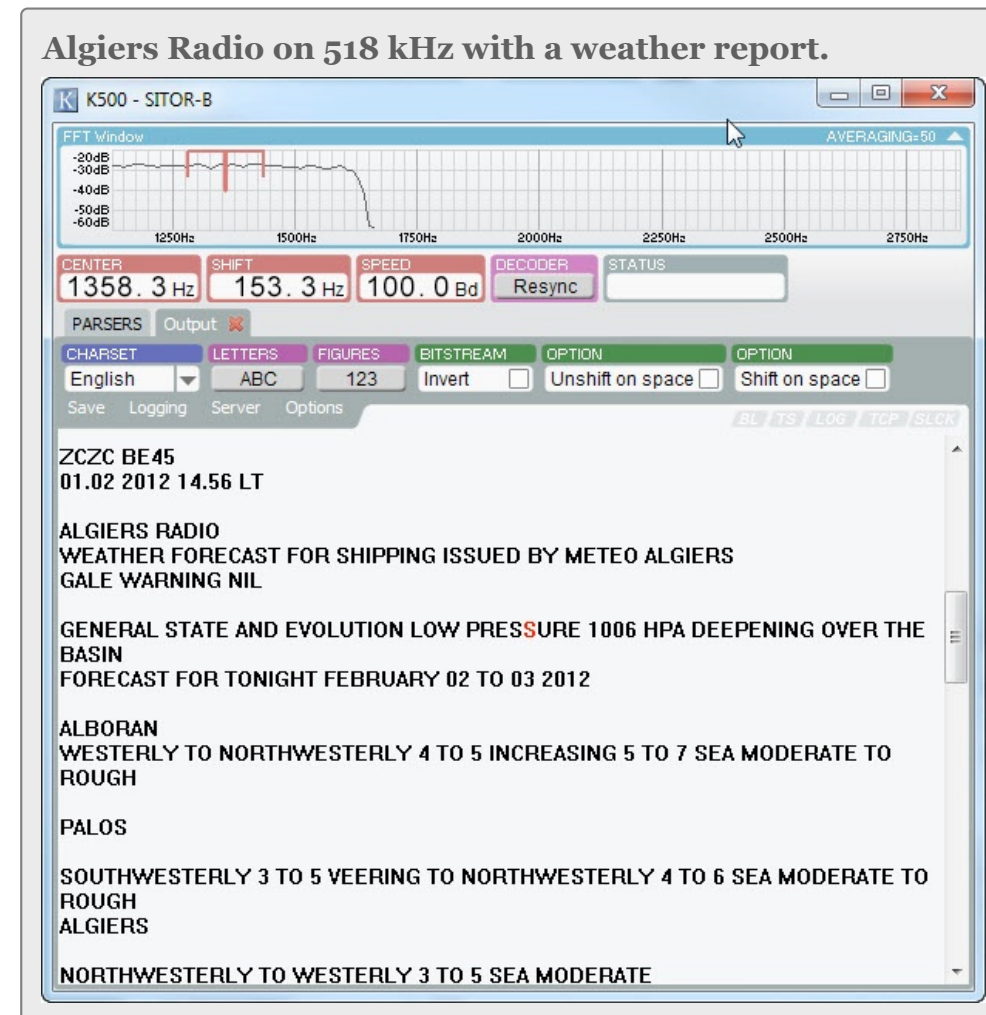 Algiers Radio on 518 kHz with a weather report.
K K500 - SITOR-B
FFT Window AVERAGING=50
-20dB
-30dB
-40dB
-50dB
-60dB
1250Hz 1500Hz 1750Hz 2000Hz 2250Hz 2500Hz 2750Hz
CENTER SHIFT SPEED DECODER STATUS
1358.3 Hz 153.3 Hz 100.0 Bd Resync
PARSERS Output
CHARSET LETTERS FIGURES BITSTREAM OPTION OPTION
English ABC 123 Invert Unshift on space Shift on space
Save Logging Server Options
BL TS LOG TCP SLCK
ZCZC BE45
01.02 2012 14.56 LT
ALGIERS RADIO
WEATHER FORECAST FOR SHIPPING ISSUED BY METEO ALGIERS
GALE WARNING NIL
GENERAL STATE AND EVOLUTION LOW PRESSURE 1006 HPA DEEPENING OVER THE
BASIN
FORECAST FOR TONIGHT FEBRUARY 02 TO 03 2012
ALBORAN
WESTERLY TO NORTHWESTERLY 4 TO 5 INCREASING 5 TO 7 SEA MODERATE TO
ROUGH
PALOS
SOUTHWESTERLY 3 TO 5 VEERING TO NORTHWESTERLY 4 TO 6 SEA MODERATE TO
ROUGH
ALGIERS
NORTHWESTERLY TO WESTERLY 3 TO 5 SEA MODERATE